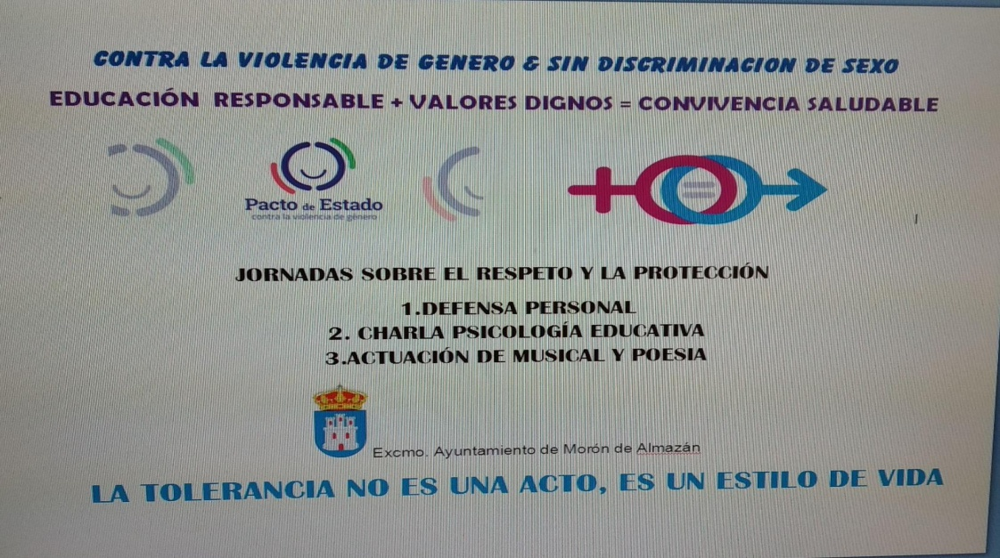 CONTRA LA VIOLENCIA DE GENERO & SIN DISCRIMINACION DE SEXO
EDUCACIÓN RESPONSABLE + VALORES DIGNOS = CONVIVENCIA SALUDABLE
Pacto de Estado
contra la violencia de género
JORNADAS SOBRE EL RESPETO Y LA PROTECCIÓN
1.DEFENSA PERSONAL
2. CHARLA PSICOLOGÍA EDUCATIVA
3.ACTUACIÓN DE MUSICAL Y POESIA
Excmo. Ayuntamiento de Morón de Almazán
LA TOLERANCIA NO ES UNA ACTO, ES UN ESTILO DE VIDA